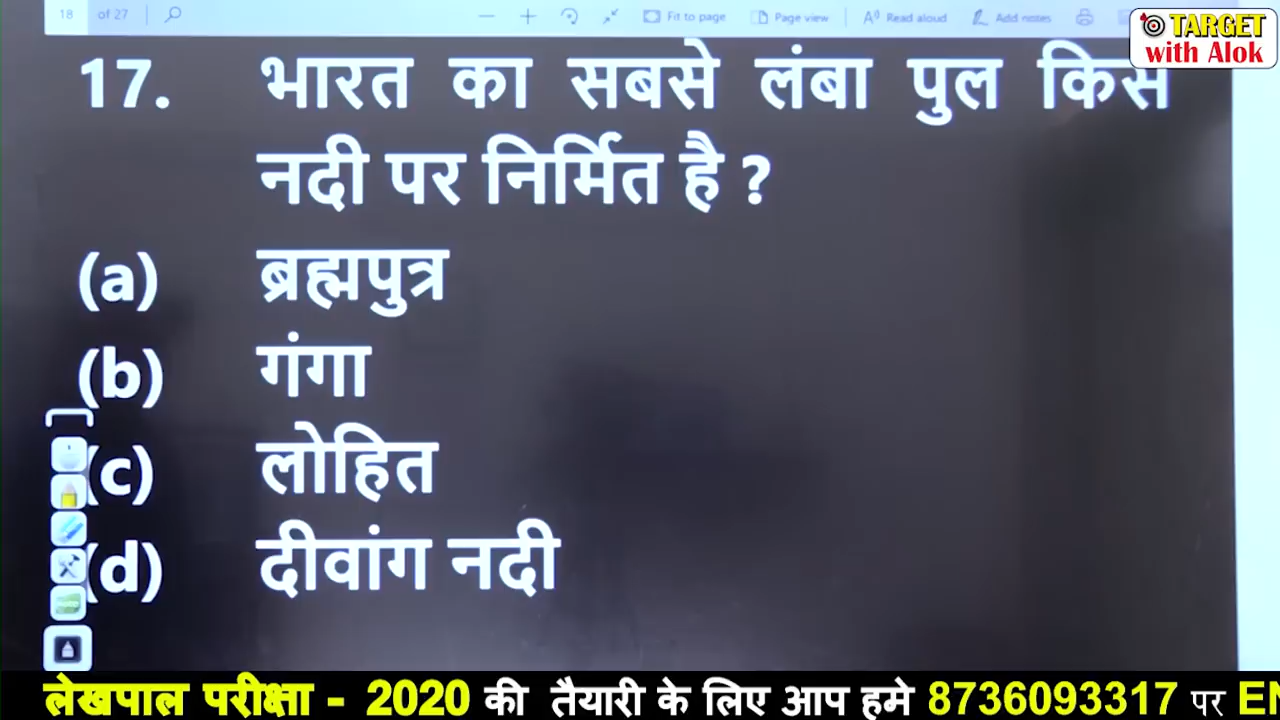 18 of 27 Fit to page Page view Read aloud Add notes
TARGET
with Alok
17. भारत का सबसे लंबा पुल किस
नदी पर निर्मित है ?
(a) ब्रह्मपुत्र
(b) गंगा
(c) लोहित
(d) दीवांग नदी
लेखपाल परीक्षा - 2020 की तैयारी के लिए आप हमे 8736093317 पर